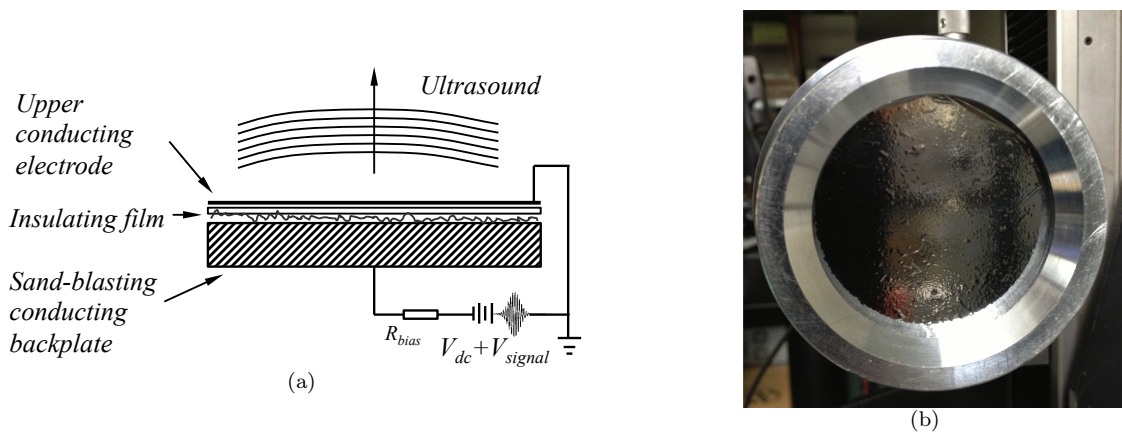 Upper
conducting
electrode
Ultrasound
Insulating film
Sand-blasting
conducting
backplate
R_bias
V_dc+V_signal
(a)
(b)